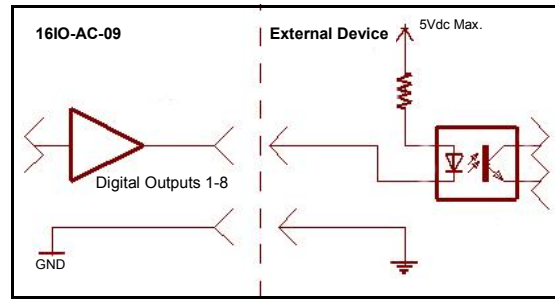 16IO-AC-09
External Device
5Vdc Max.
Digital Outputs 1-8
GND